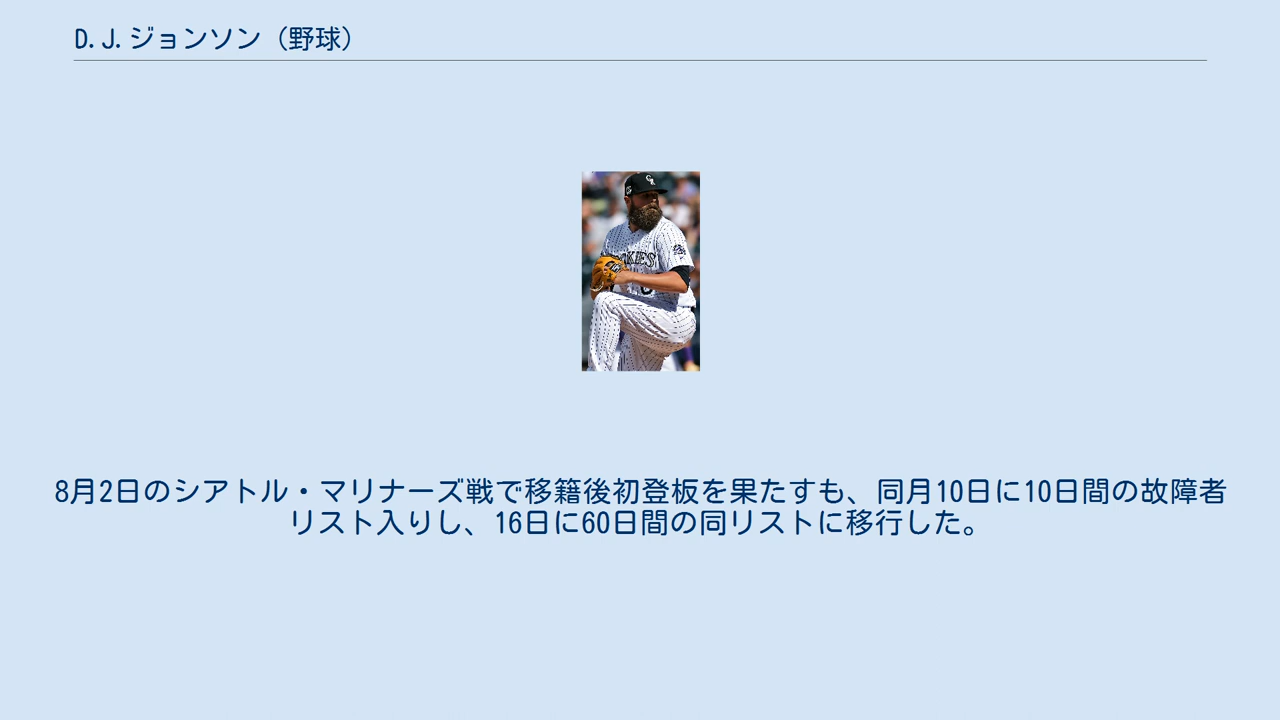 D.J.ジョンソン（野球）
8月2日のシアトル・マリナーズ戦で移籍後初登板を果たすも、同月10日に10日間の故障者
リスト入りし、16日に60日間の同リストに移行した。